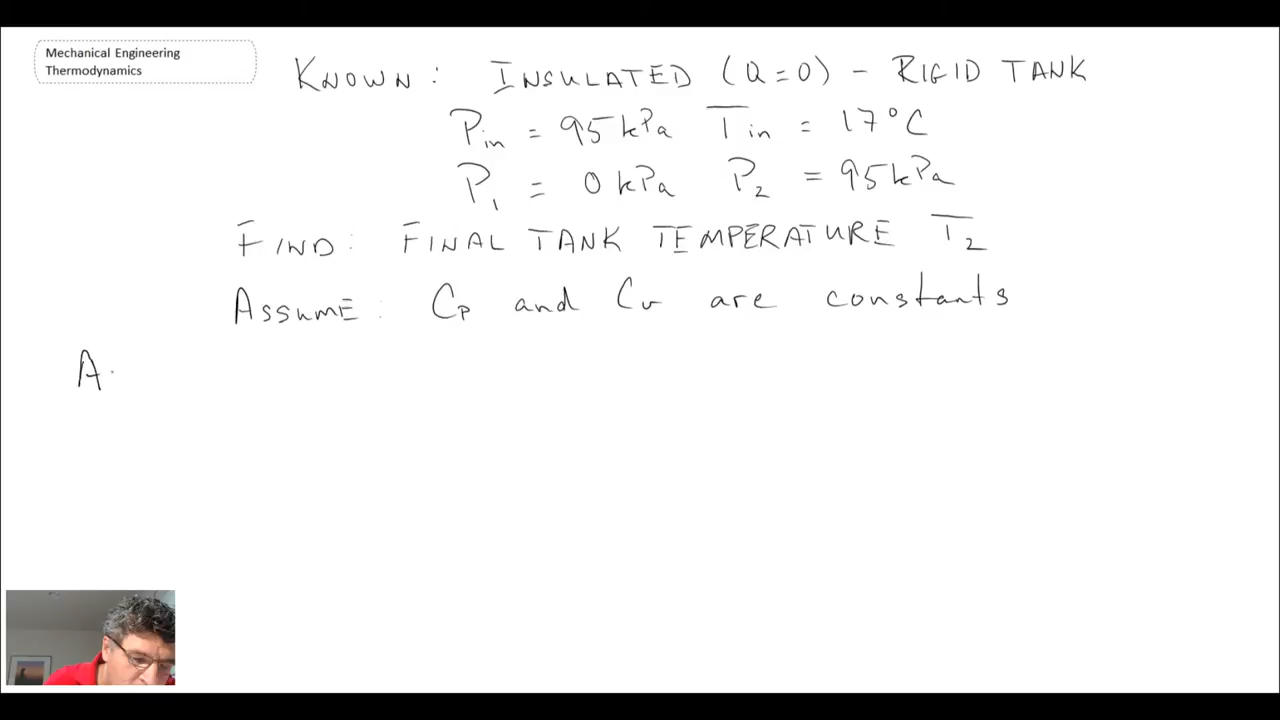 Mechanical Engineering
Thermodynamics
KNOWN: INSULATED (Q=0) - RIGID TANK
Pin = 95 kPa Tin = 17°C
P1 = 0 kPa P2 = 95 kPa
FIND: FINAL TANK TEMPERATURE T2
ASSUME: Cp and Cv are constants
A